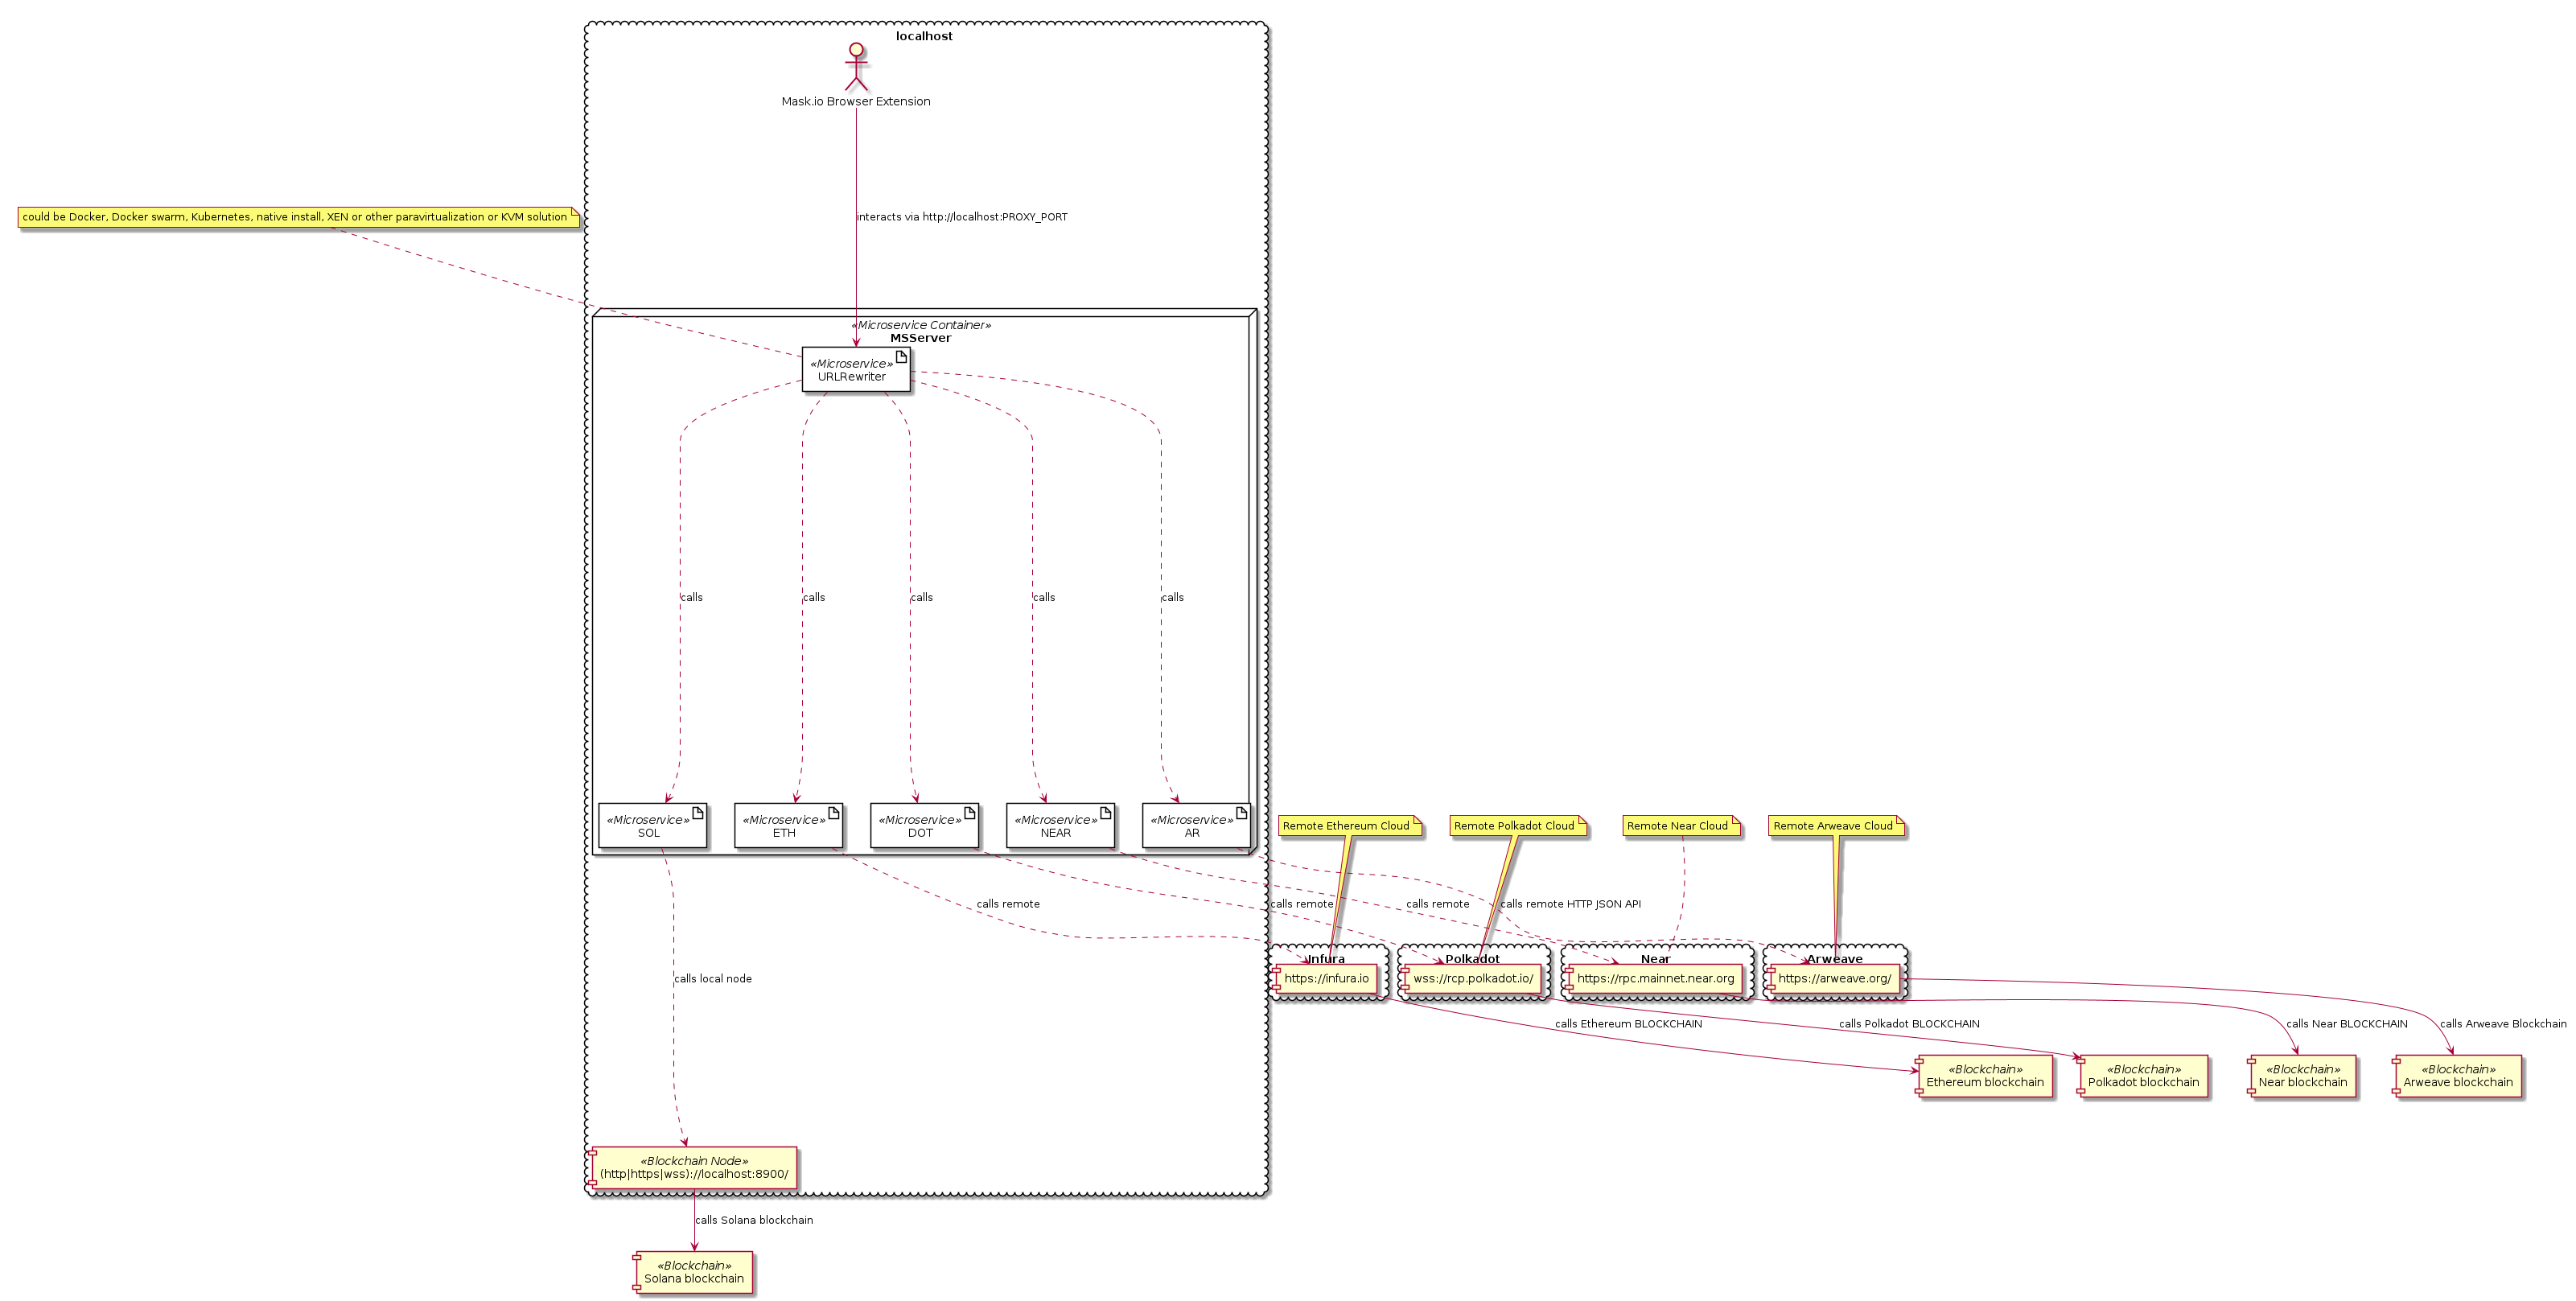 localhost
Mask.io Browser Extension
could be Docker, Docker swarm, Kubernetes, native install, XEN or other paravirtualization or KVM solution
interacts via http://localhost:PROXY_PORT
«Microservice Container»
MSServer
«Microservice»
URLRewriter
calls
calls
calls
calls
calls
«Microservice»
SOL
«Microservice»
ETH
«Microservice»
DOT
«Microservice»
NEAR
«Microservice»
AR
Remote Ethereum Cloud
Remote Polkadot Cloud
Remote Near Cloud
Remote Arweave Cloud
calls remote
calls remote
calls remote
calls remote HTTP JSON API
calls local node
Infura
https://infura.io
Polkadot
wss://rcp.polkadot.io/
Near
https://rpc.mainnet.near.org
Arweave
https://arweave.org/
calls Ethereum BLOCKCHAIN
calls Polkadot BLOCKCHAIN
calls Near BLOCKCHAIN
calls Arweave Blockchain
«Blockchain»
Ethereum blockchain
«Blockchain»
Polkadot blockchain
«Blockchain»
Near blockchain
«Blockchain»
Arweave blockchain
«Blockchain Node»
(http|https|wss)://localhost:8900/
calls Solana blockchain
«Blockchain»
Solana blockchain